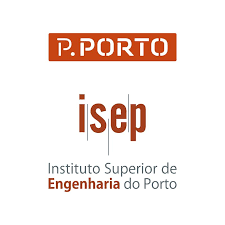 P.PORTO
isep
Instituto Superior de
Engenharia do Porto